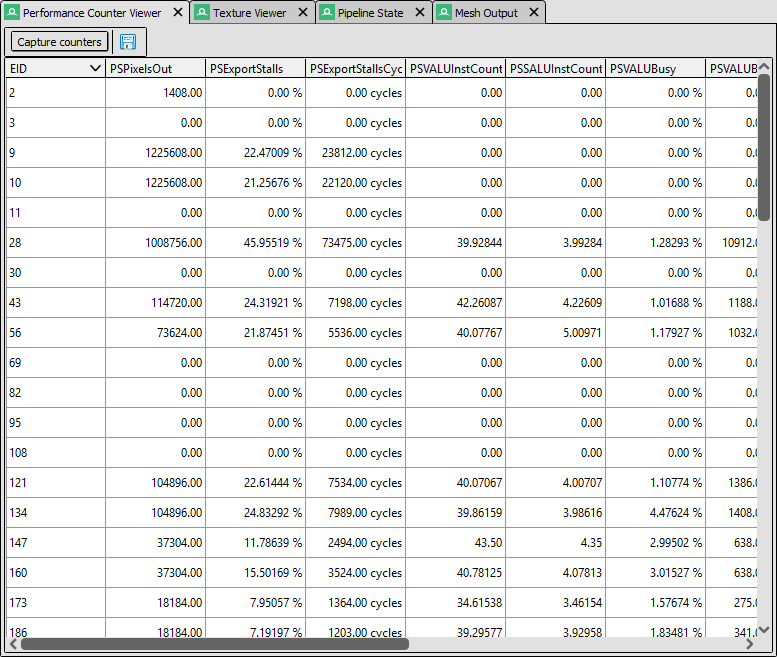 Performance Counter Viewer Texture Viewer Pipeline State Mesh Output
Capture counters
EID PSPixelsOut PSExportStalls PSExportStallsCyc PSVALUInstCount PSSALUInstCount PSVALUBusy PSVALUB
2 1408.00 0.00 % 0.00 cycles 0.00 0.00 0.00 % 0.0
3 0.00 0.00 % 0.00 cycles 0.00 0.00 0.00 % 0.0
9 1225608.00 22.47009 % 23812.00 cycles 0.00 0.00 0.00 % 0.0
10 1225608.00 21.25676 % 22120.00 cycles 0.00 0.00 0.00 % 0.0
11 0.00 0.00 % 0.00 cycles 0.00 0.00 0.00 % 0.0
28 1008756.00 45.95519 % 73475.00 cycles 39.92844 3.99284 1.28293 % 10912.0
30 0.00 0.00 % 0.00 cycles 0.00 0.00 0.00 % 0.0
43 114720.00 24.31921 % 7198.00 cycles 42.26087 4.22609 1.01688 % 1188.0
56 73624.00 21.87451 % 5536.00 cycles 40.07767 5.00971 1.17927 % 1032.0
69 0.00 0.00 % 0.00 cycles 0.00 0.00 0.00 % 0.0
82 0.00 0.00 % 0.00 cycles 0.00 0.00 0.00 % 0.0
95 0.00 0.00 % 0.00 cycles 0.00 0.00 0.00 % 0.0
108 0.00 0.00 % 0.00 cycles 0.00 0.00 0.00 % 0.0
121 104896.00 22.61444 % 7534.00 cycles 40.07067 4.00707 1.10774 % 1386.0
134 104896.00 24.83292 % 7989.00 cycles 39.86159 3.98616 4.47624 % 1408.0
147 37304.00 11.78639 % 2494.00 cycles 43.50 4.35 2.99502 % 638.0
160 37304.00 15.50169 % 3524.00 cycles 40.78125 4.07813 3.01527 % 638.0
173 18184.00 7.95057 % 1364.00 cycles 34.61538 3.46154 1.57674 % 275.0
186 18184.00 7.19197 % 1203.00 cycles 39.29577 3.92958 1.83481 % 341.0